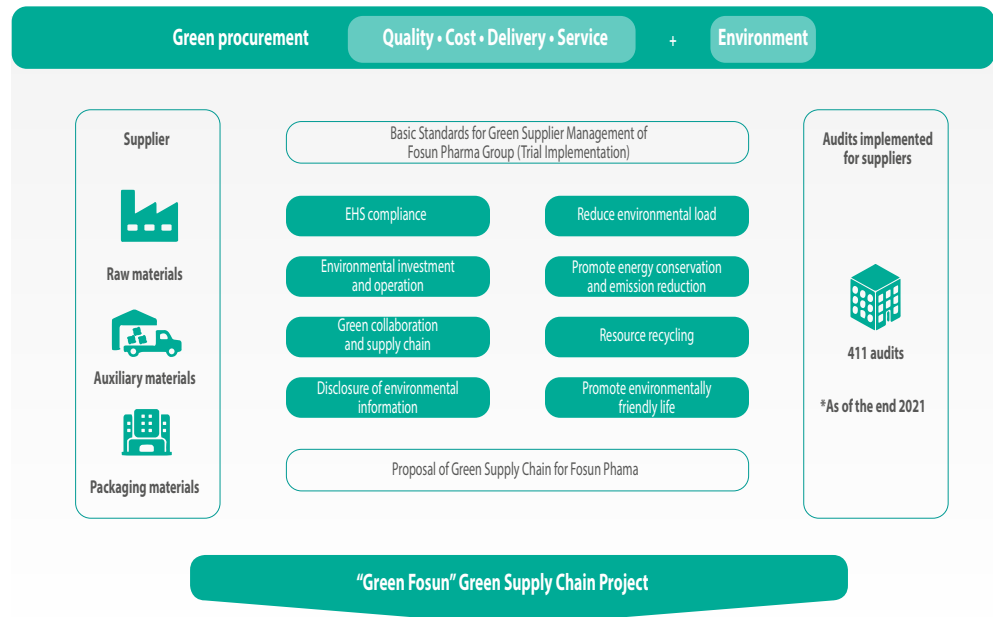 Green procurement
Quality • Cost • Delivery • Service
+
Environment
Supplier
Raw materials
Auxiliary materials
Packaging materials
Basic Standards for Green Supplier Management of
Fosun Pharma Group (Trial Implementation)
EHS compliance
Reduce environmental load
Environmental investment
and operation
Promote energy conservation
and emission reduction
Green collaboration
and supply chain
Resource recycling
Disclosure of environmental
information
Promote environmentally
friendly life
Proposal of Green Supply Chain for Fosun Phama
Audits implemented
for suppliers
411 audits
*As of the end 2021
“Green Fosun” Green Supply Chain Project